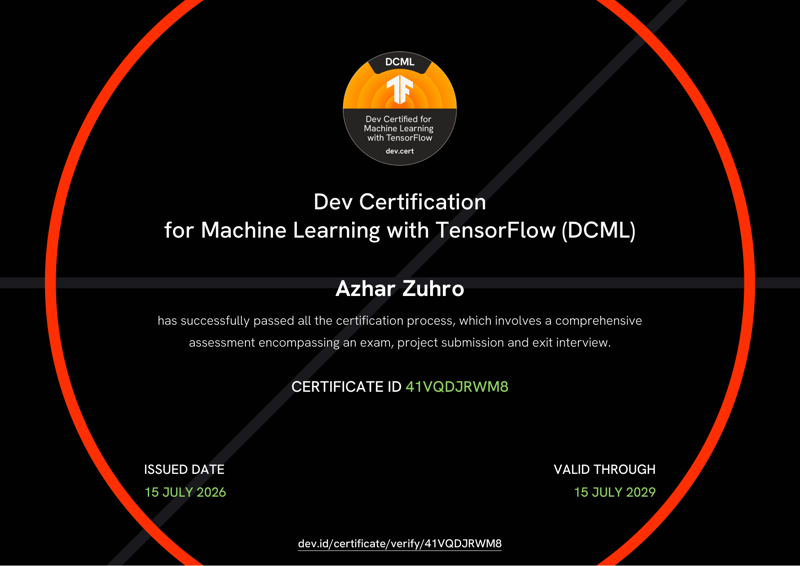 DCML
Dev Certified for
Machine Learning
with TensorFlow
dev.cert
Dev Certification
for Machine Learning with TensorFlow (DCML)
Azhar Zuhro
has successfully passed all the certification process, which involves a comprehensive
assessment encompassing an exam, project submission and exit interview.
CERTIFICATE ID 41VQDJRWM8
ISSUED DATE
15 JULY 2026
VALID THROUGH
15 JULY 2029
dev.id/certificate/verify/41VQDJRWM8